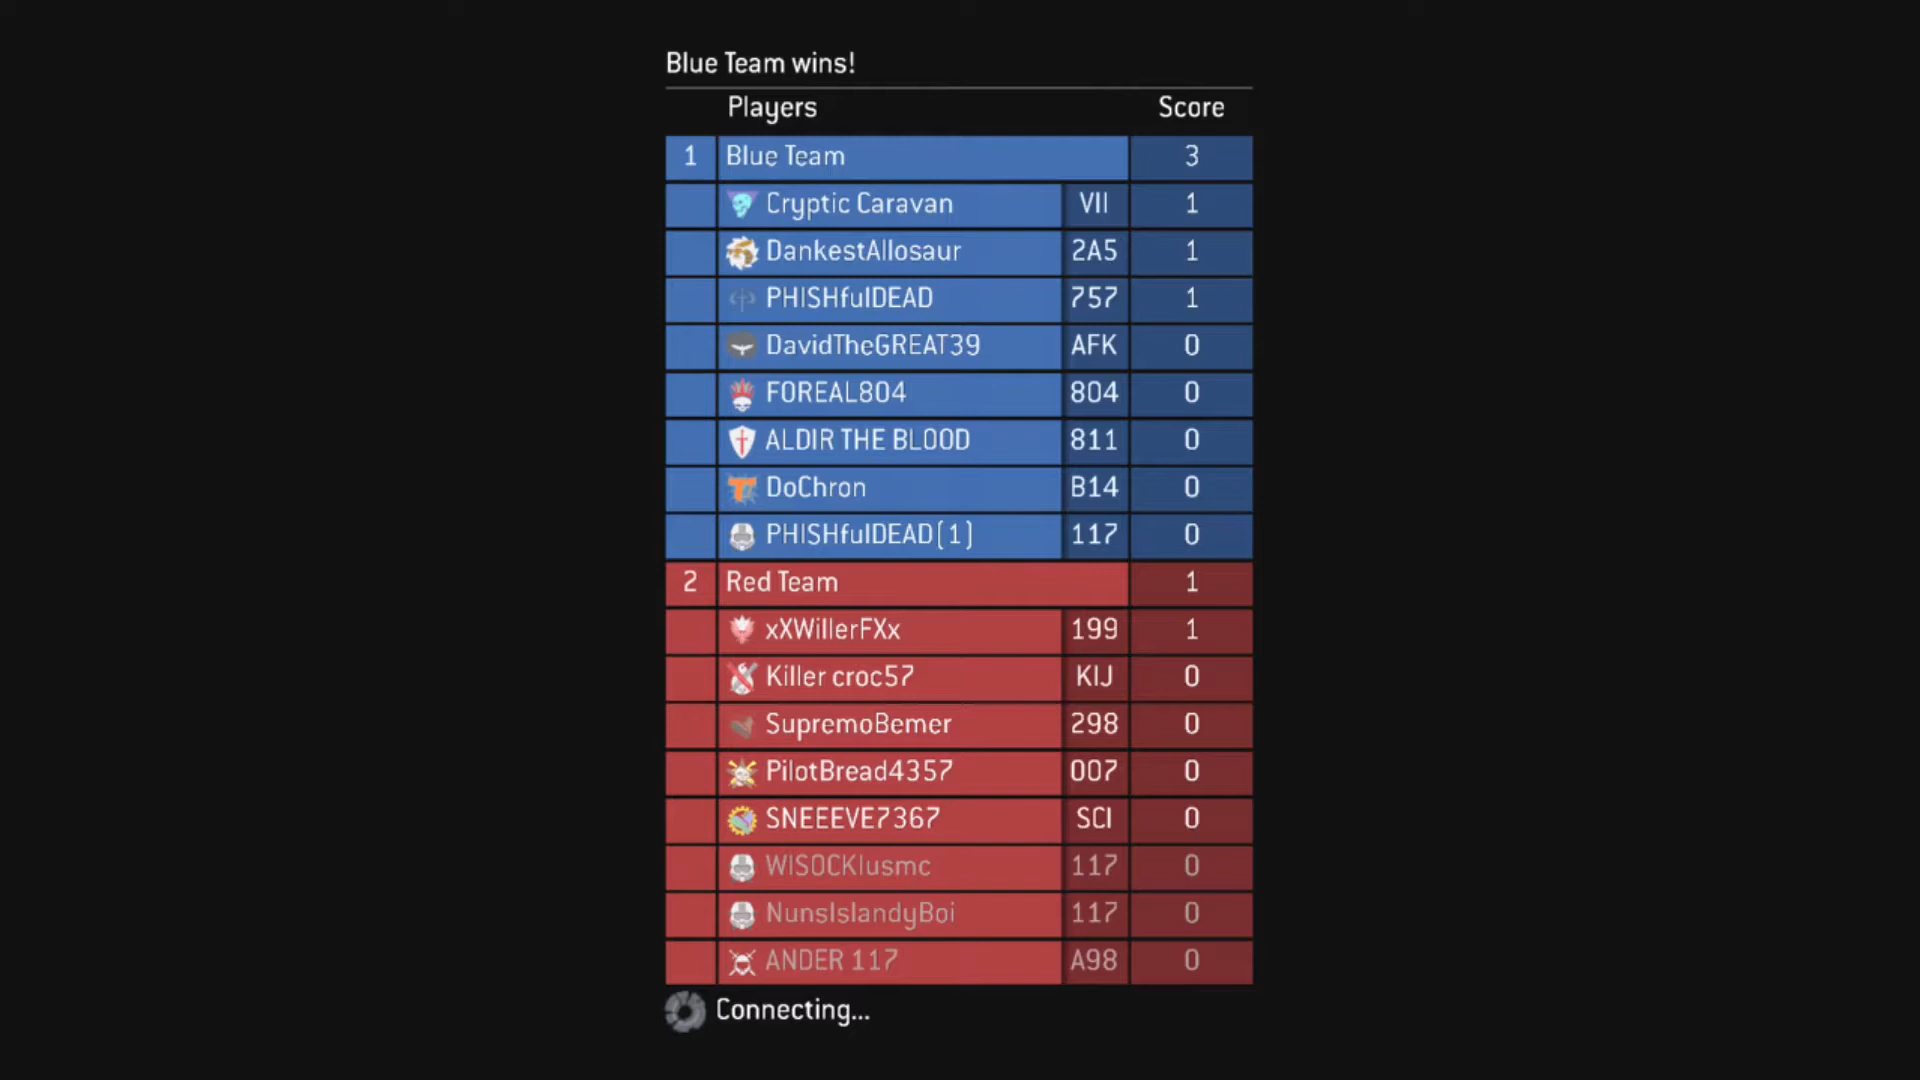 Blue Team wins!
Players Score
1 Blue Team 3
Cryptic Caravan VII 1
DankestAllosaur 2A5 1
PHISHfulDEAD 757 1
DavidTheGREAT39 AFK 0
FOREAL804 804 0
ALDIR THE BLOOD 811 0
DoChron B14 0
PHISHfulDEAD(1) 117 0
2 Red Team 1
xXWillerFXx 199 1
Killer croc57 KIJ 0
SupremoBemer 298 0
PilotBread4357 007 0
SNEEEVE7367 SCI 0
WISOCKIusmc 117 0
NunsIslandyBoi 117 0
ANDER 117 A98 0
Connecting...